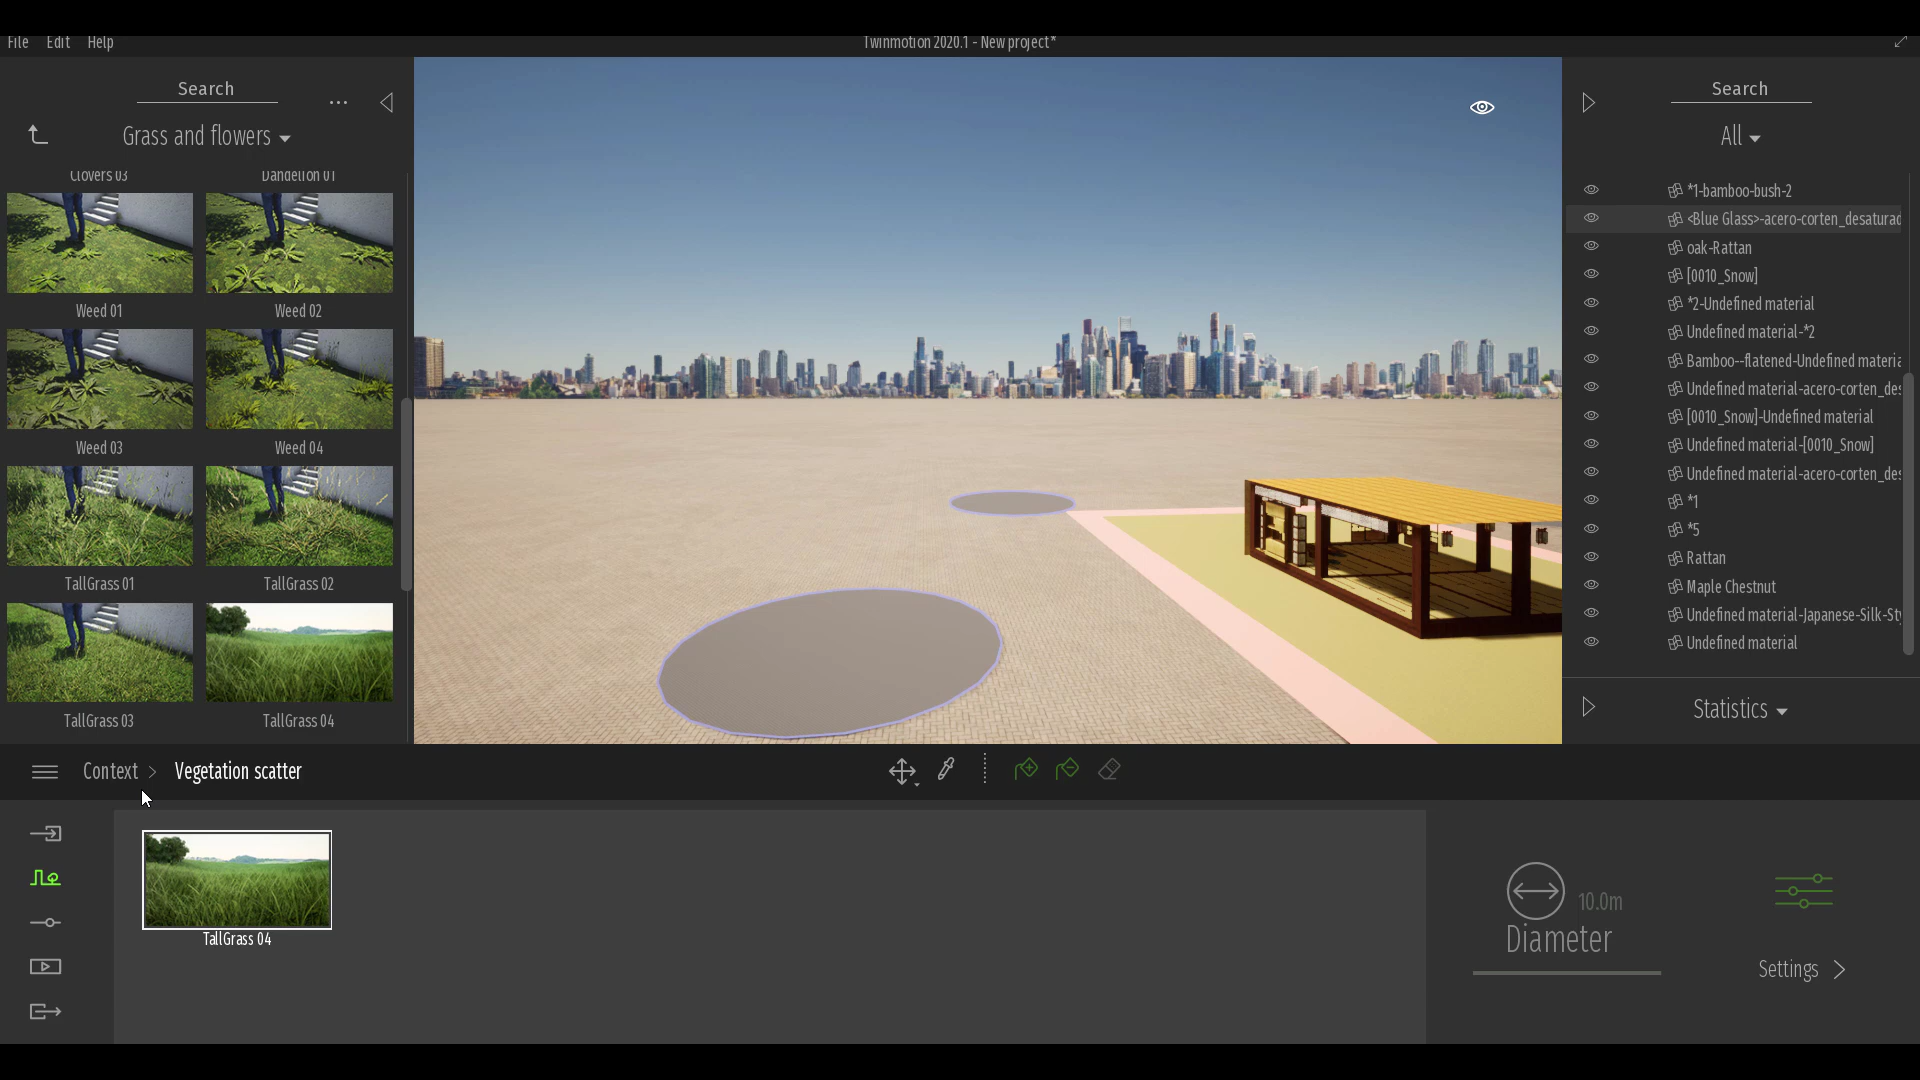 File Edit Help
Twinmotion 2020.1 - New project*
Search
...
Grass and flowers
Clovers 03
Dandelion 01
Weed 01
Weed 02
Weed 03
Weed 04
TallGrass 01
TallGrass 02
TallGrass 03
TallGrass 04
Search
All
*1-bamboo-bush-2
<Blue Glass>-acero-corten_desaturad
oak-Rattan
[0010_Snow]
*2-Undefined material
Undefined material-*2
Bamboo--flatened-Undefined materia
Undefined material-acero-corten_des
[0010_Snow]-Undefined material
Undefined material-[0010_Snow]
Undefined material-acero-corten_des
*1
*5
Rattan
Maple Chestnut
Undefined material-Japanese-Silk-Sty
Undefined material
Statistics
Context > Vegetation scatter
TallGrass 04
10.0m
Diameter
Settings